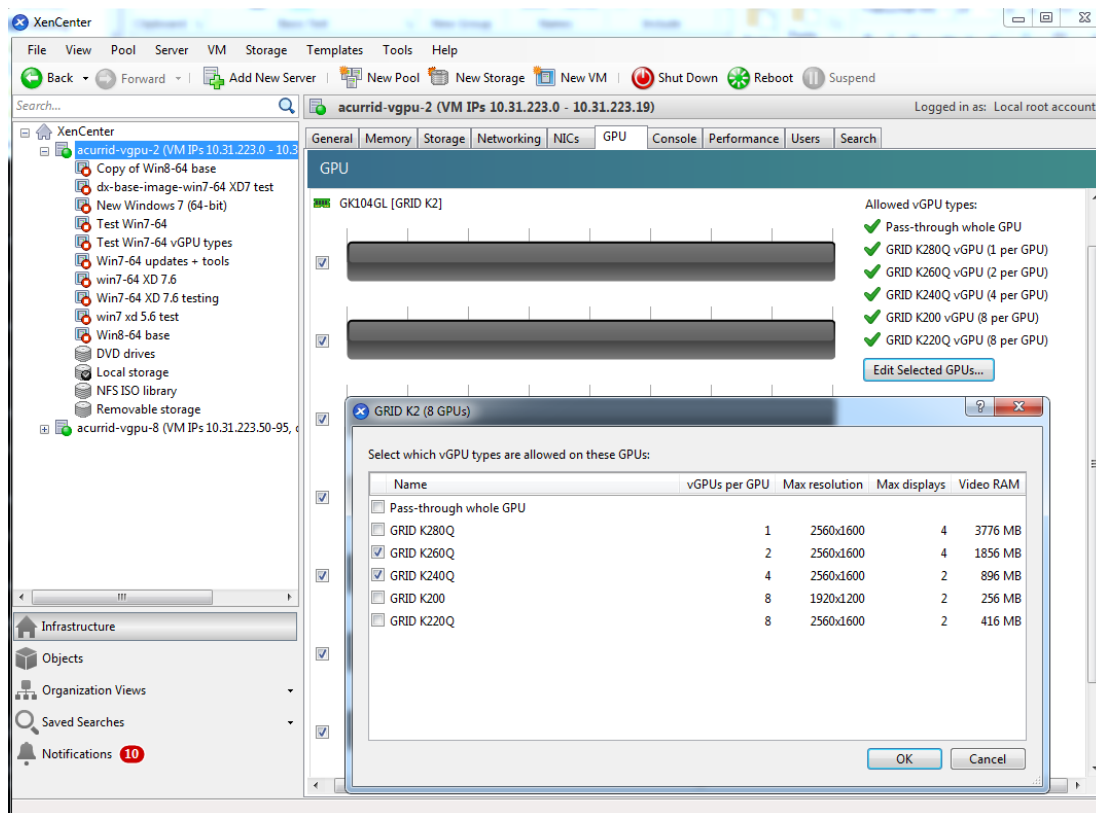 XenCenter
File View Pool Server VM Storage Templates Tools Help
Back Forward Add New Server New Pool New Storage New VM Shut Down Reboot Suspend
Search...
acurrid-vgpu-2 (VM IPs 10.31.223.0 - 10.31.223.19)
Logged in as: Local root account
XenCenter
acurrid-vgpu-2 (VM IPs 10.31.223.0 - 10.3
Copy of Win8-64 base
dx-base-image-win7-64 XD7 test
New Windows 7 (64-bit)
Test Win7-64
Test Win7-64 vGPU types
Win7-64 updates + tools
win7-64 XD 7.6
Win7-64 XD 7.6 testing
win7 xd 5.6 test
Win8-64 base
DVD drives
Local storage
NFS ISO library
Removable storage
acurrid-vgpu-8 (VM IPs 10.31.223.50-95, c
Infrastructure
Objects
Organization Views
Saved Searches
Notifications 10
General Memory Storage Networking NICs GPU Console Performance Users Search
GPU
GK104GL [GRID K2]
Allowed vGPU types:
Pass-through whole GPU
GRID K280Q vGPU (1 per GPU)
GRID K260Q vGPU (2 per GPU)
GRID K240Q vGPU (4 per GPU)
GRID K200 vGPU (8 per GPU)
GRID K220Q vGPU (8 per GPU)
Edit Selected GPUs...
GRID K2 (8 GPUs)
Select which vGPU types are allowed on these GPUs:
Name vGPUs per GPU Max resolution Max displays Video RAM
Pass-through whole GPU
GRID K280Q 1 2560x1600 4 3776 MB
GRID K260Q 2 2560x1600 4 1856 MB
GRID K240Q 4 2560x1600 2 896 MB
GRID K200 8 1920x1200 2 256 MB
GRID K220Q 8 2560x1600 2 416 MB
OK Cancel